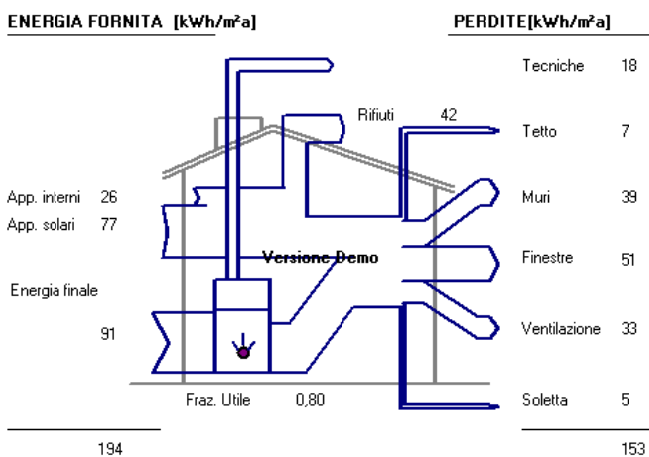 ENERGIA FORNITA [kWh/m²a]
PERDITE[kWh/m²a]
Tecniche 18
Rifiuti 42
Tetto 7
App. interni 26
Muri 39
App. solari 77
Versione Demo
Finestre 51
Energia finale
91
Ventilazione 33
Fraz. Utile 0,80
Soletta 5
194
153